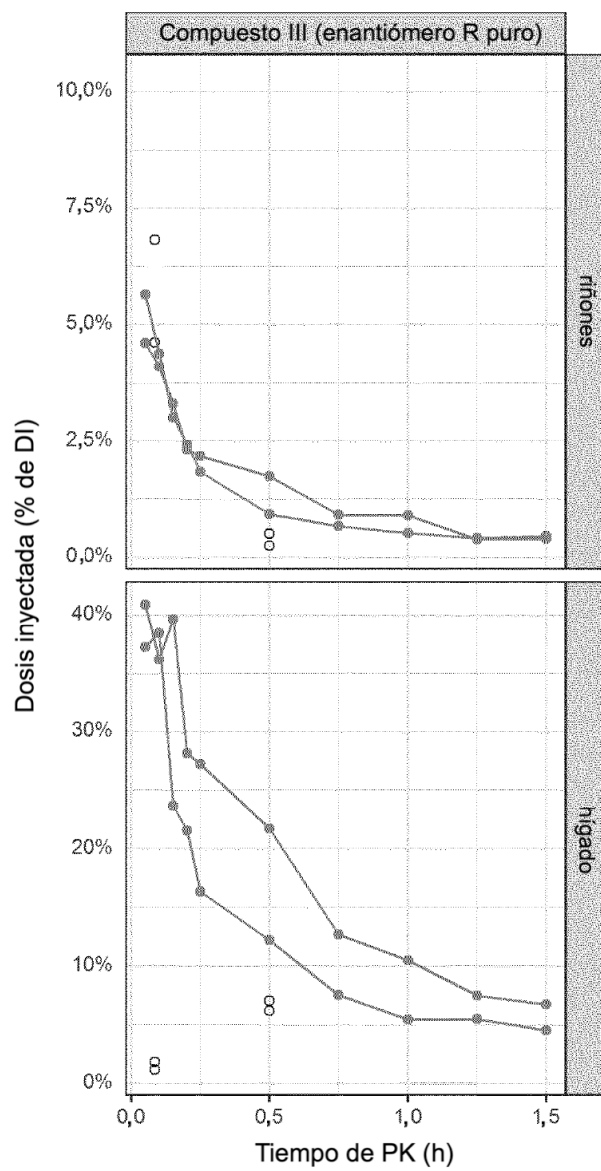 Compuesto III (enantiómero R puro)
10,0%
7,5%
5,0%
2,5%
0,0%
riñones
Dosis inyectada (% de DI)
40%
30%
20%
10%
0%
hígado
0,0
0,5
1,0
1,5
Tiempo de PK (h)